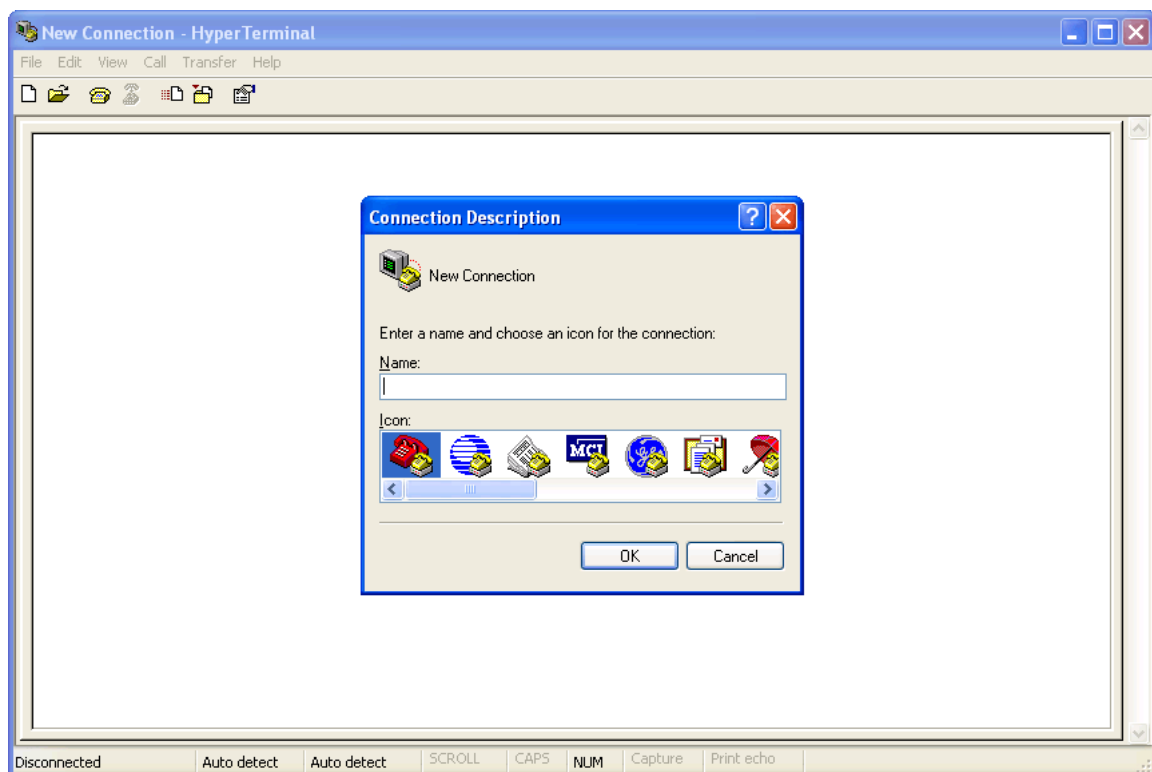 New Connection - HyperTerminal
File Edit View Call Transfer Help
Connection Description
New Connection
Enter a name and choose an icon for the connection:
Name:
Icon:
MCI
OK Cancel
Disconnected Auto detect Auto detect SCROLL CAPS NUM Capture Print echo